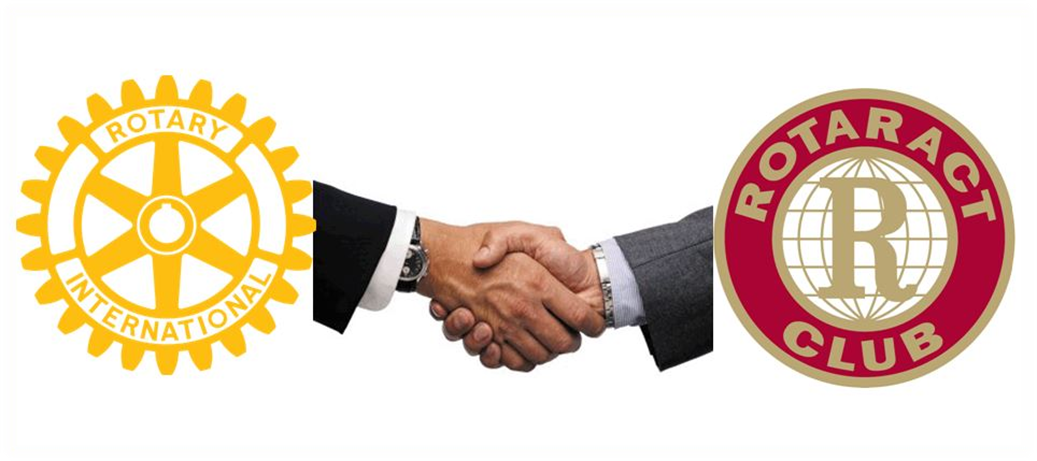 ROTARY
INTERNATIONAL
ROTARACT
R
CLUB